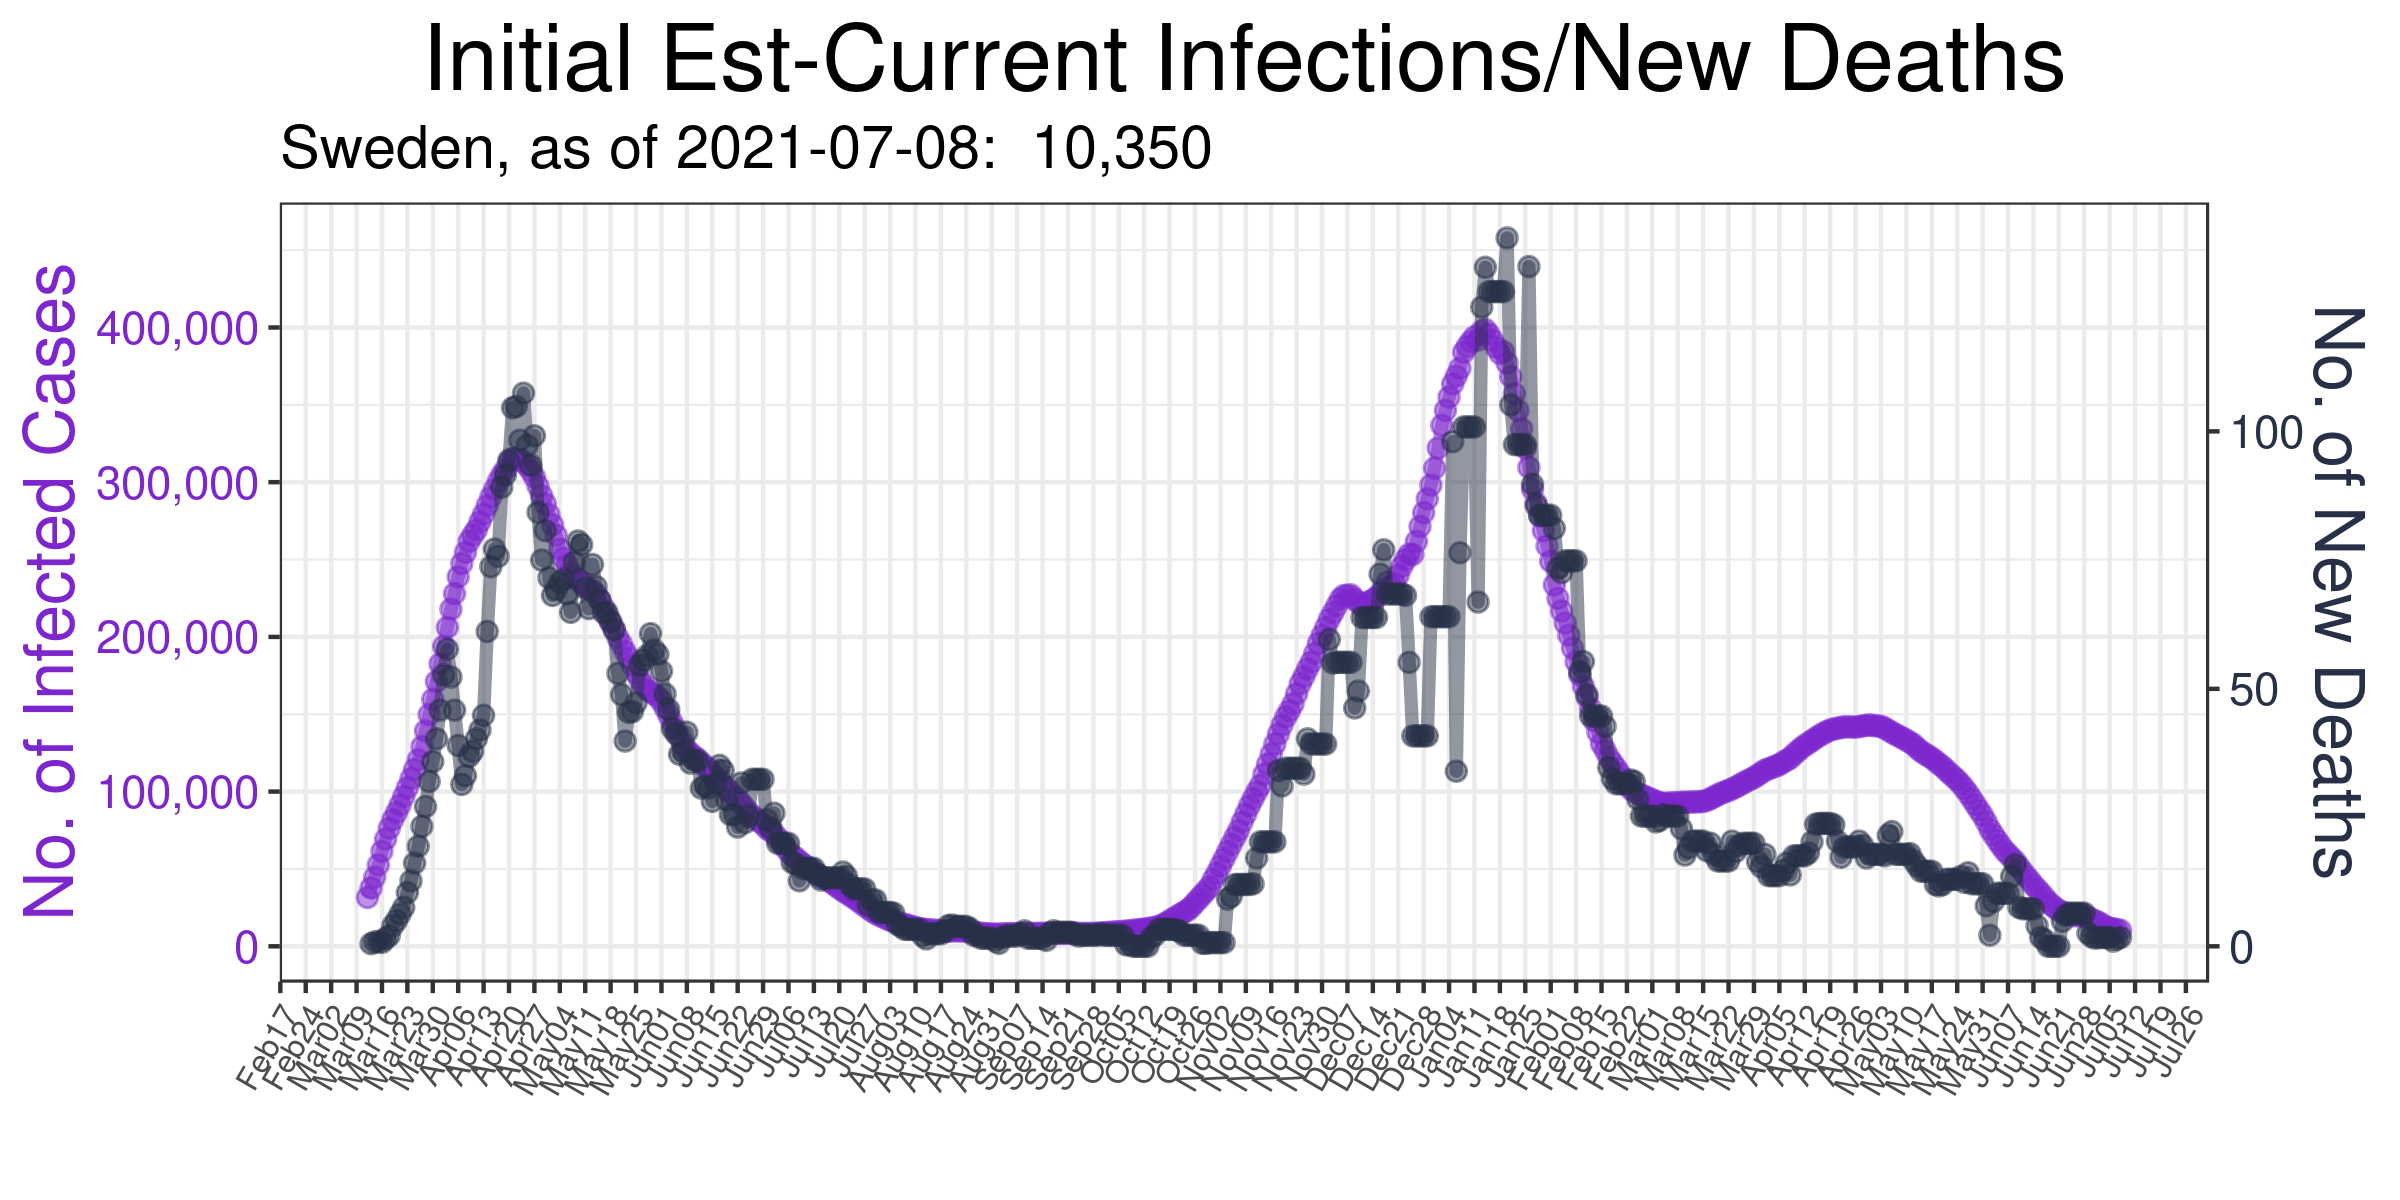 Initial Est-Current Infections/New Deaths
Sweden, as of 2021-07-08:  10,350
No. of Infected Cases
400,000
300,000
200,000
100,000
0
No. of New Deaths
100
50
0
Feb17
Feb24
Mar02
Mar09
Mar16
Mar23
Mar30
Apr06
Apr13
Apr20
Apr27
May04
May11
May18
May25
Jun01
Jun08
Jun15
Jun22
Jun29
Jul06
Jul13
Jul20
Jul27
Aug03
Aug10
Aug17
Aug24
Aug31
Sep07
Sep14
Sep21
Sep28
Oct05
Oct12
Oct19
Oct26
Nov02
Nov09
Nov16
Nov23
Nov30
Dec07
Dec14
Dec21
Dec28
Jan04
Jan11
Jan18
Jan25
Feb01
Feb08
Feb15
Feb22
Mar01
Mar08
Mar15
Mar22
Mar29
Apr05
Apr12
Apr19
Apr26
May03
May10
May17
May24
May31
Jun07
Jun14
Jun21
Jun28
Jul05
Jul12
Jul19
Jul26